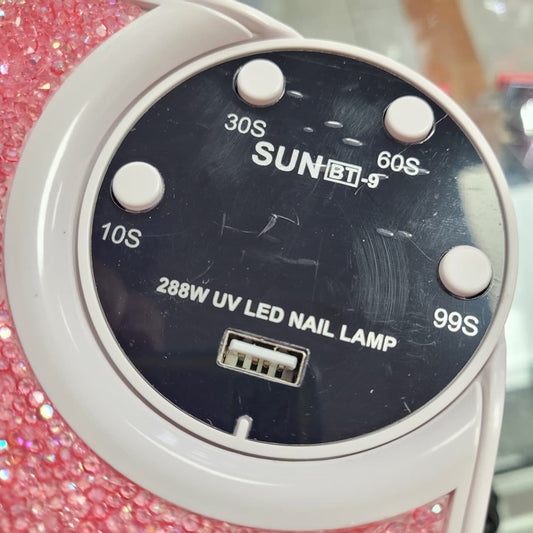 30S
60S
SUN BT-9
10S
99S
288W UV LED NAIL LAMP